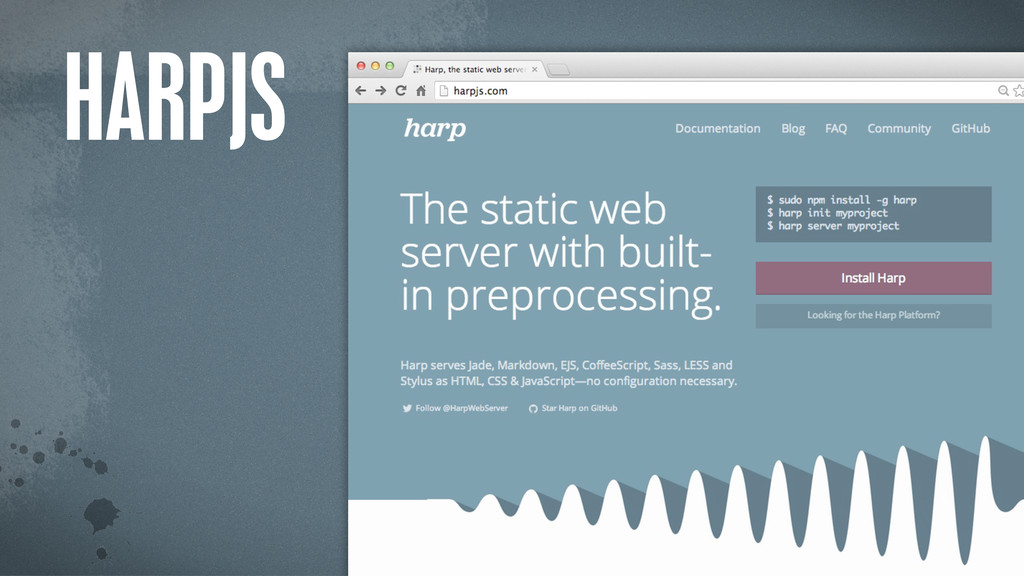 HARPJS
Harp, the static web server
harpjs.com
harp
Documentation Blog FAQ Community GitHub
The static web
server with built-
in preprocessing.
$ sudo npm install -g harp
$ harp init myproject
$ harp server myproject
Install Harp
Looking for the Harp Platform?
Harp serves Jade, Markdown, EJS, CoffeeScript, Sass, LESS and
Stylus as HTML, CSS & JavaScript—no configuration necessary.
Follow @HarpWebServer Star Harp on GitHub